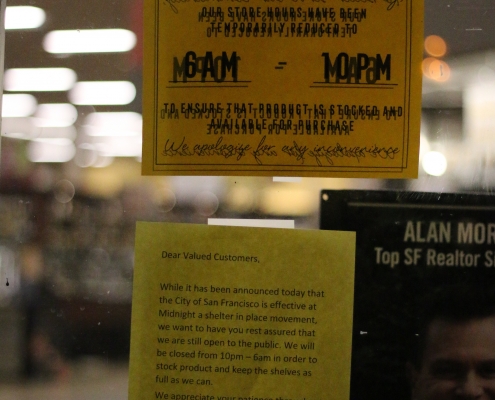 OUR STORE HOURS HAVE BEEN
TEMPORARILY REDUCED TO
6AM - 10PM
TO ENSURE THAT PRODUCT IS STOCKED AND
AVAILABLE FOR PURCHASE
We apologize for any inconvenience
ALAN MOR
Top SF Realtor S
Dear Valued Customers,
While it has been announced today that
the City of San Francisco is effective at
Midnight a shelter in place movement,
we want to have you rest assured that
we are still open to the public. We will
be closed from 10pm – 6am in order to
stock product and keep the shelves as
full as we can.
We appreciate your patience